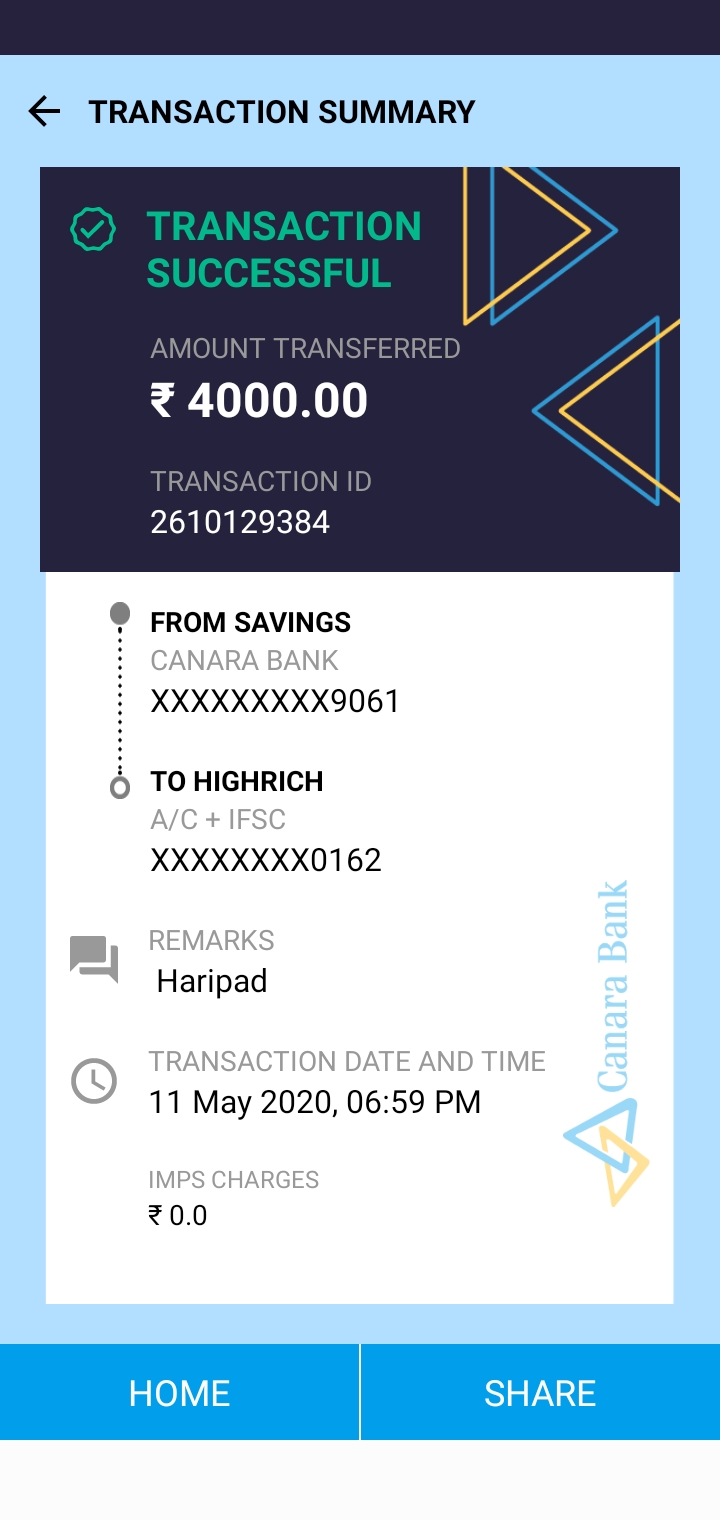 TRANSACTION SUMMARY
TRANSACTION
SUCCESSFUL
AMOUNT TRANSFERRED
₹ 4000.00
TRANSACTION ID
2610129384
FROM SAVINGS
CANARA BANK
XXXXXXXXX9061
TO HIGHRICH
A/C + IFSC
XXXXXXXX0162
REMARKS
Haripad
TRANSACTION DATE AND TIME
11 May 2020, 06:59 PM
IMPS CHARGES
₹ 0.0
Canara Bank
HOME
SHARE